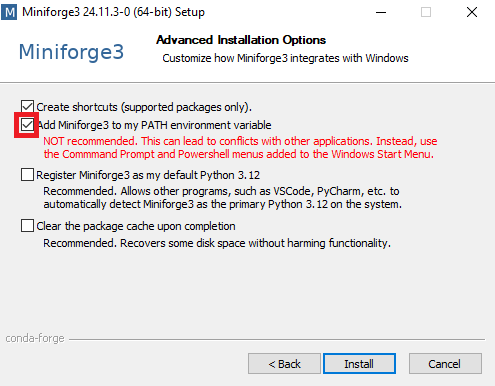 Miniforge3 24.11.3-0 (64-bit) Setup
Miniforge3
Advanced Installation Options
Customize how Miniforge3 integrates with Windows
Create shortcuts (supported packages only).
Add Miniforge3 to my PATH environment variable
NOT recommended. This can lead to conflicts with other applications. Instead, use
the Commmand Prompt and Powershell menus added to the Windows Start Menu.
Register Miniforge3 as my default Python 3.12
Recommended. Allows other programs, such as VSCode, PyCharm, etc. to
automatically detect Miniforge3 as the primary Python 3.12 on the system.
Clear the package cache upon completion
Recommended. Recovers some disk space without harming functionality.
conda-forge
< Back
Install
Cancel